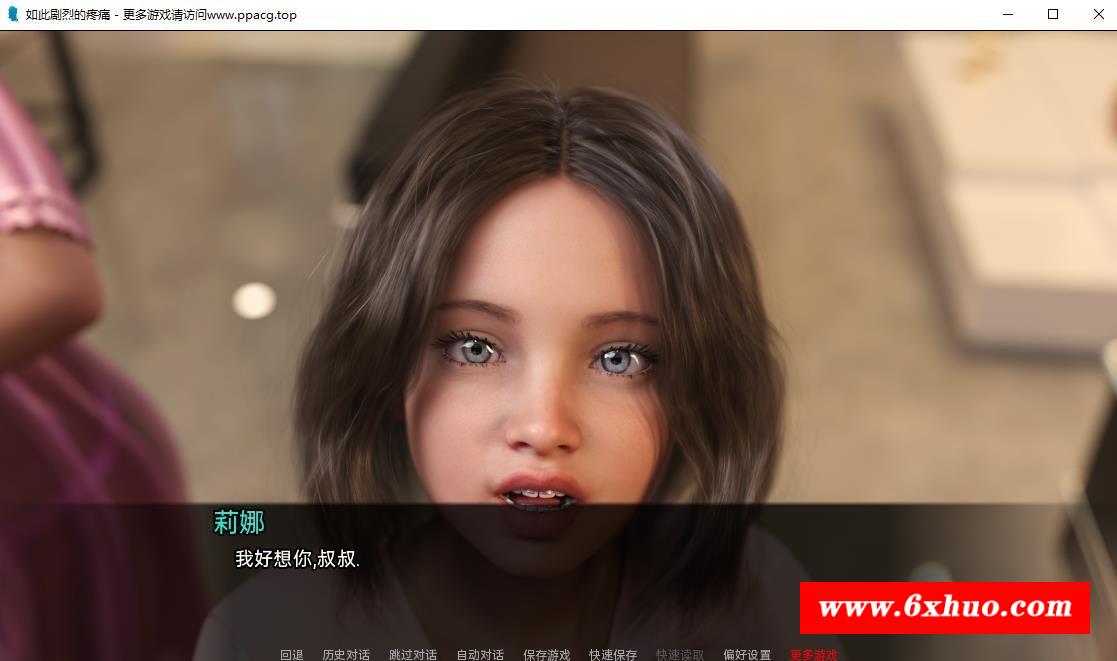 如此剧烈的疼痛 - 更多游戏请访问www.ppacg.top
莉娜
我好想你,叔叔.
www.6xhuo.com
回退 历史对话 跳过对话 自动对话 保存游戏 快速保存 快速读取 偏好设置 更多游戏